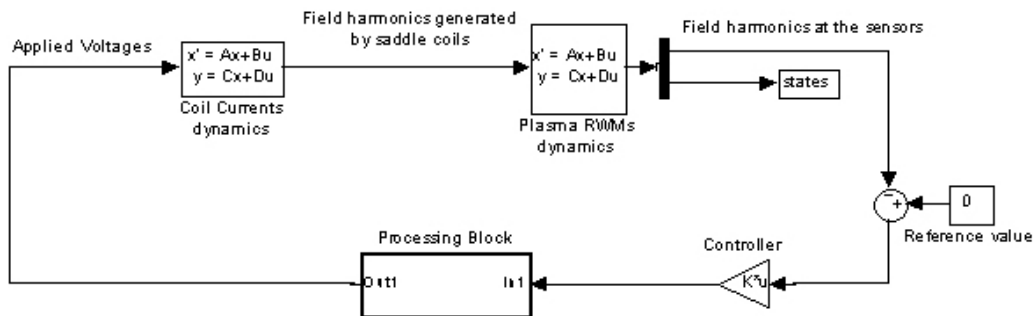 Applied Voltages
x' = Ax+Bu
y = Cx+Du
Coil Currents
dynamics
Field harmonics generated
by saddle coils
x' = Ax+Bu
y = Cx+Du
Plasma RWMs
dynamics
Field harmonics at the sensors
states
− +
0
Reference value
Controller
K*u
Processing Block
Out1
In1